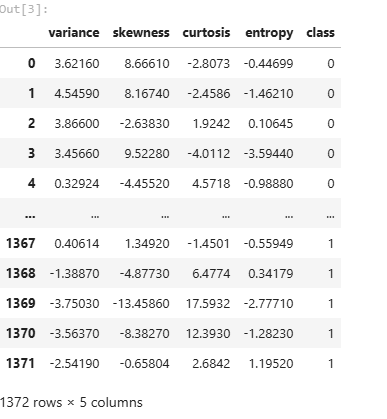 Out[3]:
variance skewness curtosis entropy class
0 3.62160 8.66610 -2.8073 -0.44699 0
1 4.54590 8.16740 -2.4586 -1.46210 0
2 3.86600 -2.63830 1.9242 0.10645 0
3 3.45660 9.52280 -4.0112 -3.59440 0
4 0.32924 -4.45520 4.5718 -0.98880 0
... ... ... ... ... ...
1367 0.40614 1.34920 -1.4501 -0.55949 1
1368 -1.38870 -4.87730 6.4774 0.34179 1
1369 -3.75030 -13.45860 17.5932 -2.77710 1
1370 -3.56370 -8.38270 12.3930 -1.28230 1
1371 -2.54190 -0.65804 2.6842 1.19520 1
1372 rows × 5 columns